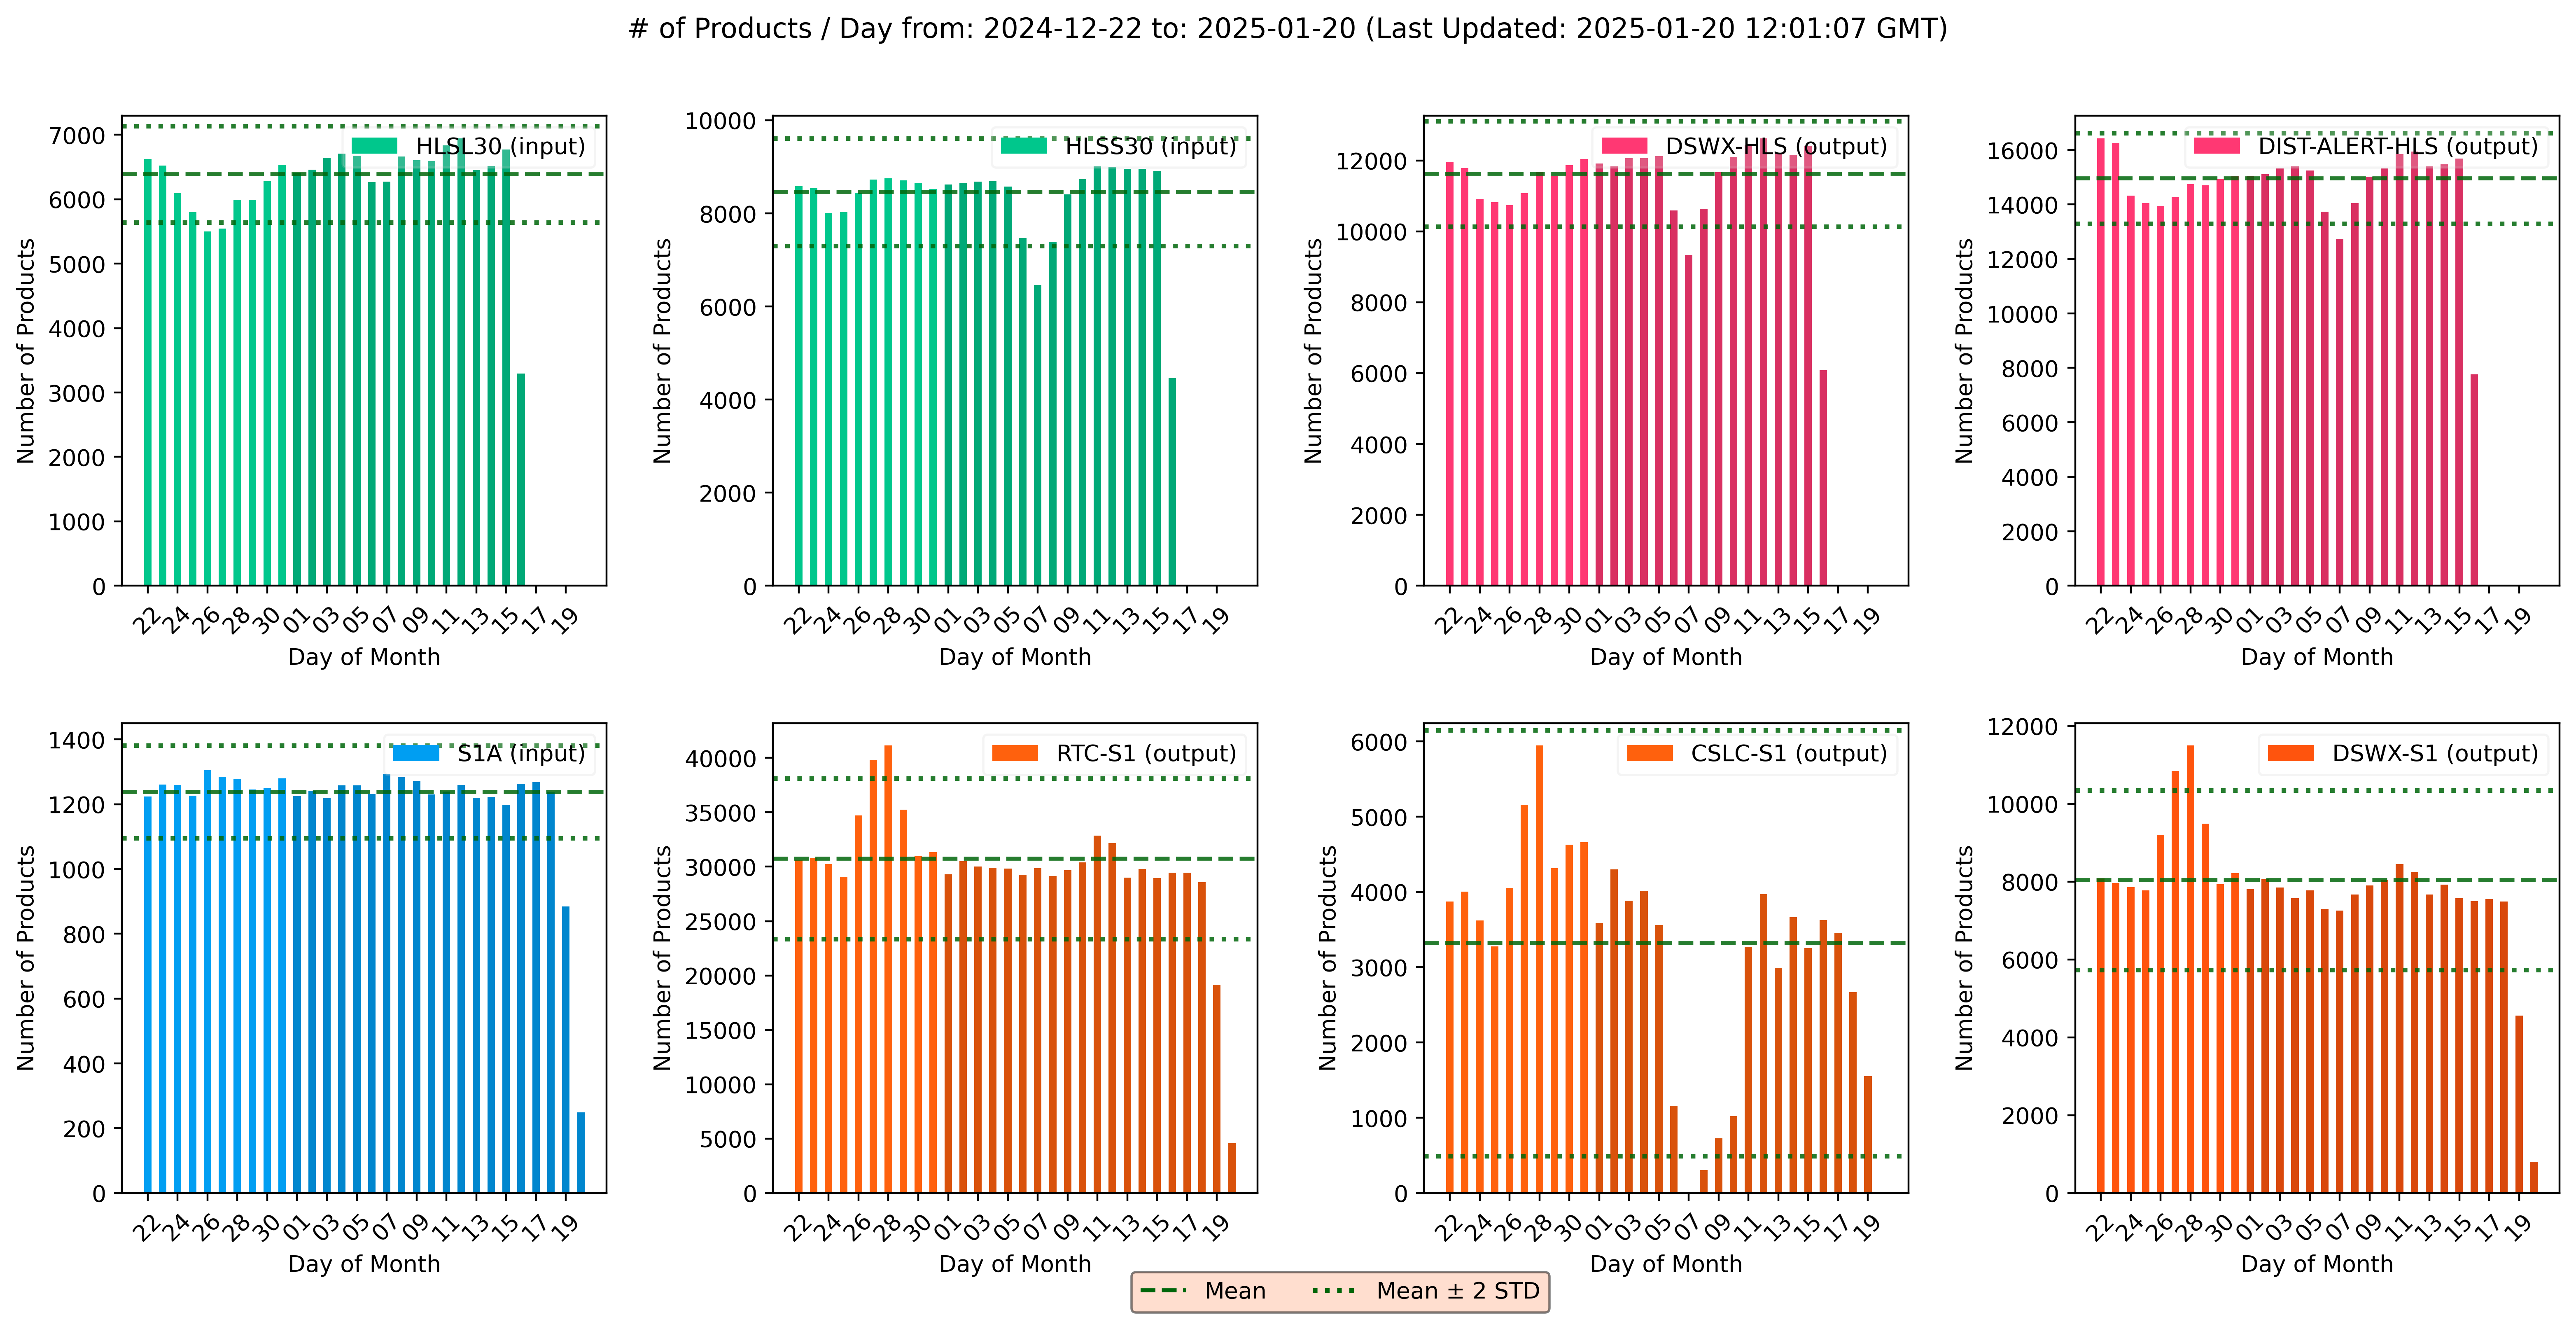 # of Products / Day from: 2024-12-22 to: 2025-01-20 (Last Updated: 2025-01-20 12:01:07 GMT)
HLSL30 (input)
Number of Products
7000
6000
5000
4000
3000
2000
1000
0
22 24 26 28 30 01 03 05 07 09 11 13 15 17 19
Day of Month
HLSS30 (input)
Number of Products
10000
8000
6000
4000
2000
0
22 24 26 28 30 01 03 05 07 09 11 13 15 17 19
Day of Month
DSWX-HLS (output)
Number of Products
12000
10000
8000
6000
4000
2000
0
22 24 26 28 30 01 03 05 07 09 11 13 15 17 19
Day of Month
DIST-ALERT-HLS (output)
Number of Products
16000
14000
12000
10000
8000
6000
4000
2000
0
22 24 26 28 30 01 03 05 07 09 11 13 15 17 19
Day of Month
S1A (input)
Number of Products
1400
1200
1000
800
600
400
200
0
22 24 26 28 30 01 03 05 07 09 11 13 15 17 19
Day of Month
RTC-S1 (output)
Number of Products
40000
35000
30000
25000
20000
15000
10000
5000
0
22 24 26 28 30 01 03 05 07 09 11 13 15 17 19
Day of Month
CSLC-S1 (output)
Number of Products
6000
5000
4000
3000
2000
1000
0
22 24 26 28 30 01 03 05 07 09 11 13 15 17 19
Day of Month
DSWX-S1 (output)
Number of Products
12000
10000
8000
6000
4000
2000
0
22 24 26 28 30 01 03 05 07 09 11 13 15 17 19
Day of Month
Mean
Mean ± 2 STD